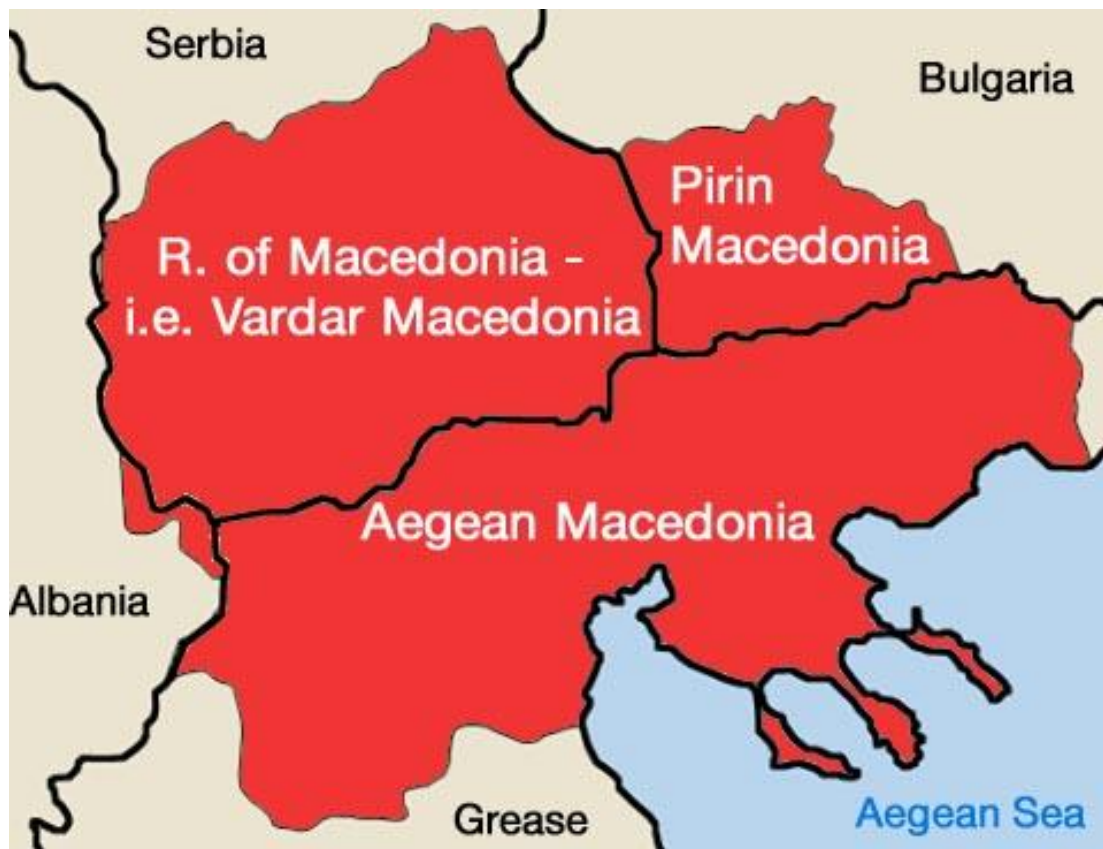 Serbia
Bulgaria
Pirin
Macedonia
R. of Macedonia -
i.e. Vardar Macedonia
Aegean Macedonia
Albania
Grease
Aegean Sea